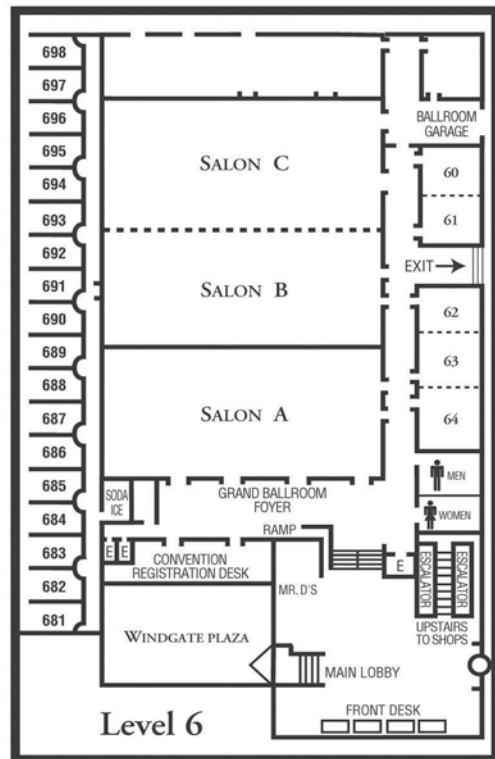 698
697
696
695
694
693
692
691
690
689
688
687
686
685
684
683
682
681
BALLROOM
GARAGE
SALON C
60
61
EXIT
SALON B
62
63
64
SALON A
SODA
ICE
GRAND BALLROOM
FOYER
MEN
WOMEN
RAMP
E E
CONVENTION
REGISTRATION DESK
E
ESCALATOR
ESCALATOR
MR. D'S
UPSTAIRS
TO SHOPS
WINDGATE PLAZA
MAIN LOBBY
FRONT DESK
Level 6